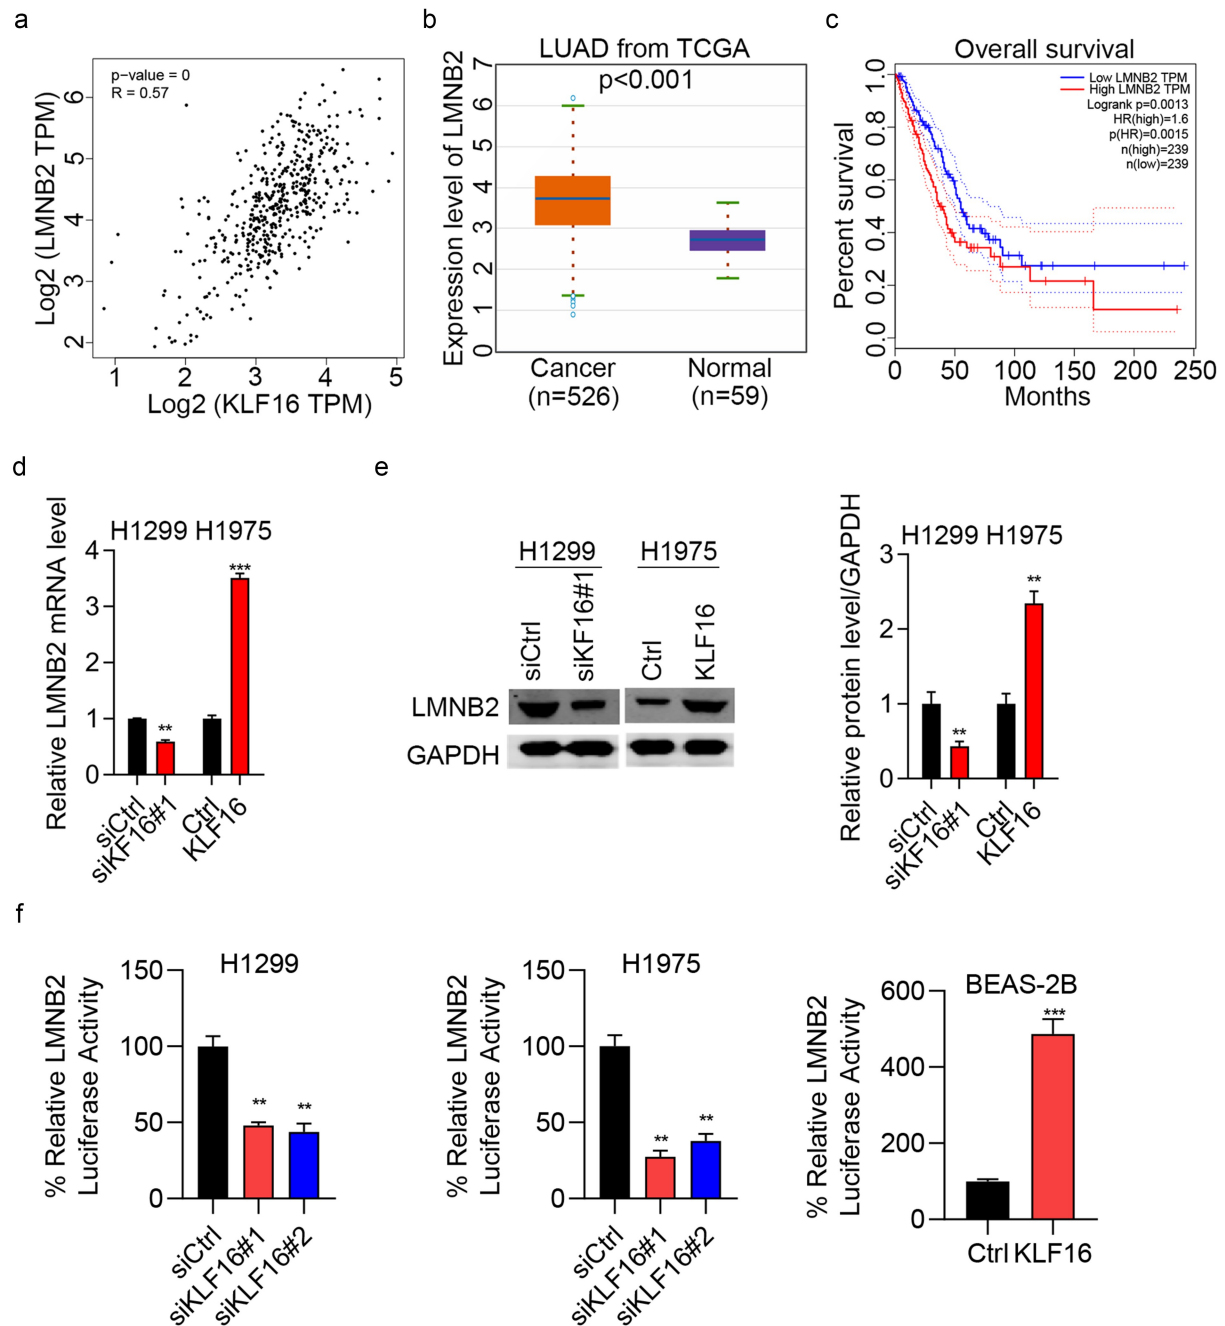 a
p−value = 0
R = 0.57
Log2 (LMNB2 TPM)
6
5
4
3
2
1 2 3 4 5
Log2 (KLF16 TPM)
b
LUAD from TCGA
p<0.001
Expression level of LMNB2
7
6
5
4
3
2
1
0
Cancer
(n=526)
Normal
(n=59)
c
Overall survival
Low LMNB2 TPM
High LMNB2 TPM
Logrank p=0.0013
HR(high)=1.6
p(HR)=0.0015
n(high)=239
n(low)=239
Percent survival
1.0
0.8
0.6
0.4
0.2
0.0
0 50 100 150 200 250
Months
d
H1299 H1975
Relative LMNB2 mRNA level
4
3
2
1
0
**
***
siCtrl
siKF16#1
Ctrl
KLF16
e
H1299
H1975
siCtrl
siKF16#1
Ctrl
KLF16
LMNB2
GAPDH
H1299 H1975
Relative protein level/GAPDH
3
2
1
0
**
**
siCtrl
siKF16#1
Ctrl
KLF16
f
H1299
% Relative LMNB2
Luciferase Activity
150
100
50
0
**
**
siCtrl
siKLF16#1
siKLF16#2
H1975
% Relative LMNB2
Luciferase Activity
150
100
50
0
**
**
siCtrl
siKLF16#1
siKLF16#2
BEAS-2B
% Relative LMNB2
Luciferase Activity
600
400
200
0
***
Ctrl KLF16